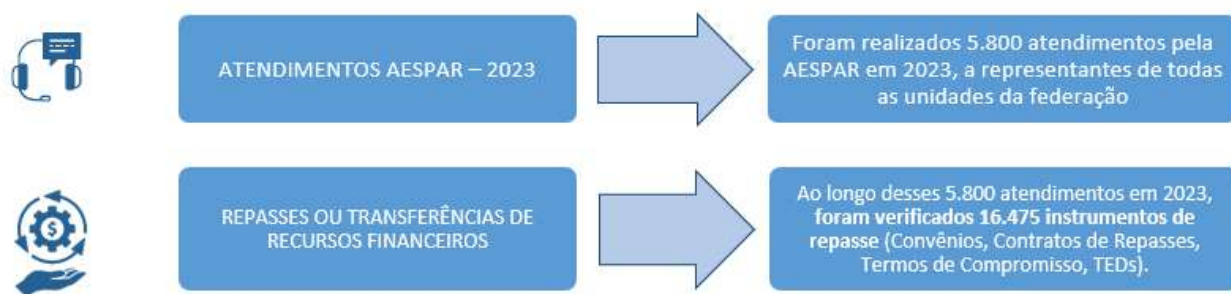 ATENDIMENTOS AESPAR – 2023
Foram realizados 5.800 atendimentos pela
AESPAR em 2023, a representantes de todas
as unidades da federação
REPASSES OU TRANSFERÊNCIAS DE
RECURSOS FINANCEIROS
Ao longo desses 5.800 atendimentos em 2023,
foram verificados 16.475 instrumentos de
repasse (Convênios, Contratos de Repasses,
Termos de Compromisso, TEDs).
$